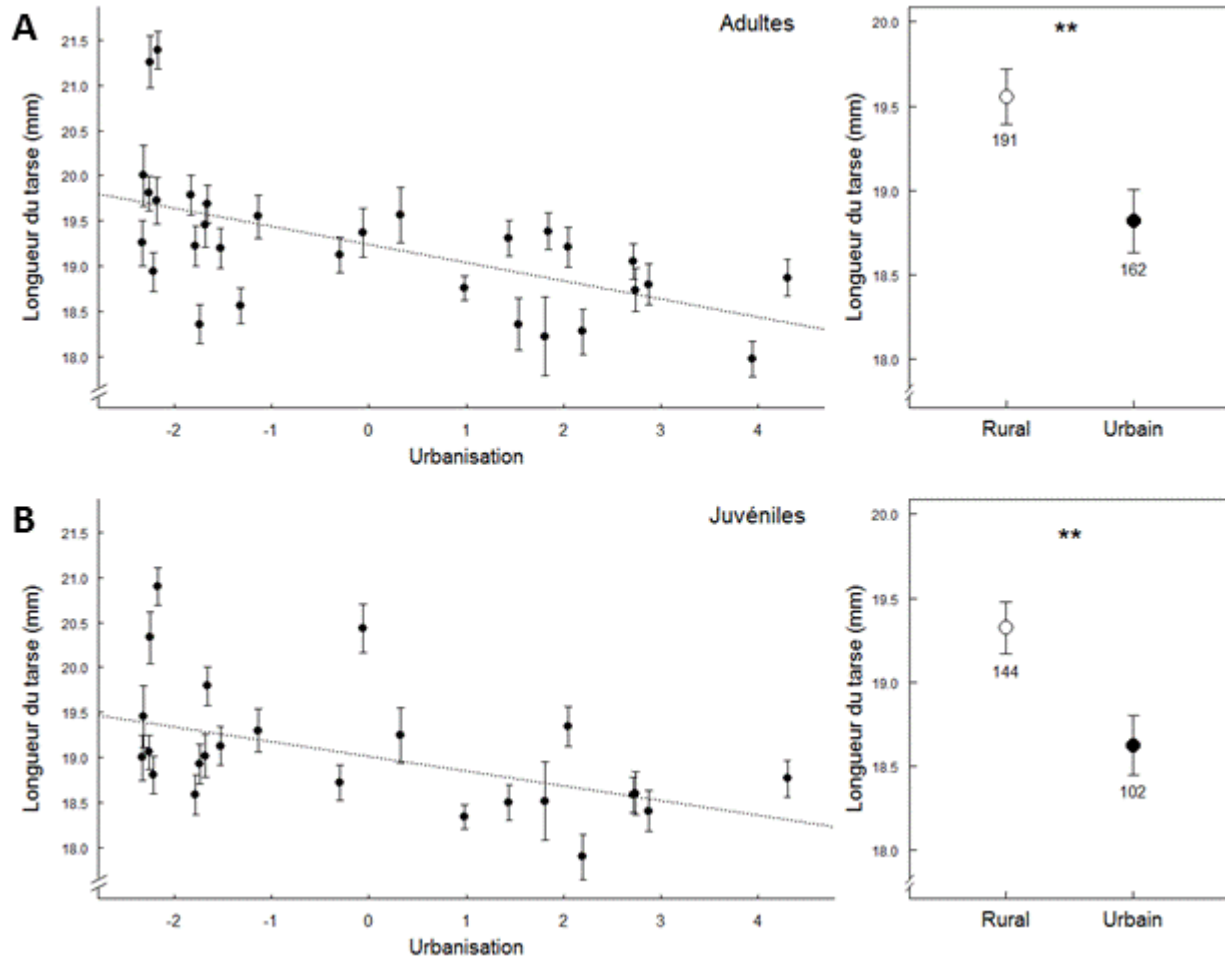 A
Adultes
Longueur du tarse (mm)
21.5
21.0
20.5
20.0
19.5
19.0
18.5
18.0
-2 -1 0 1 2 3 4
Urbanisation
**
Longueur du tarse (mm)
20.0
19.5
19.0
18.5
18.0
191
162
Rural Urbain
B
Juvéniles
Longueur du tarse (mm)
21.5
21.0
20.5
20.0
19.5
19.0
18.5
18.0
-2 -1 0 1 2 3 4
Urbanisation
**
Longueur du tarse (mm)
20.0
19.5
19.0
18.5
18.0
144
102
Rural Urbain